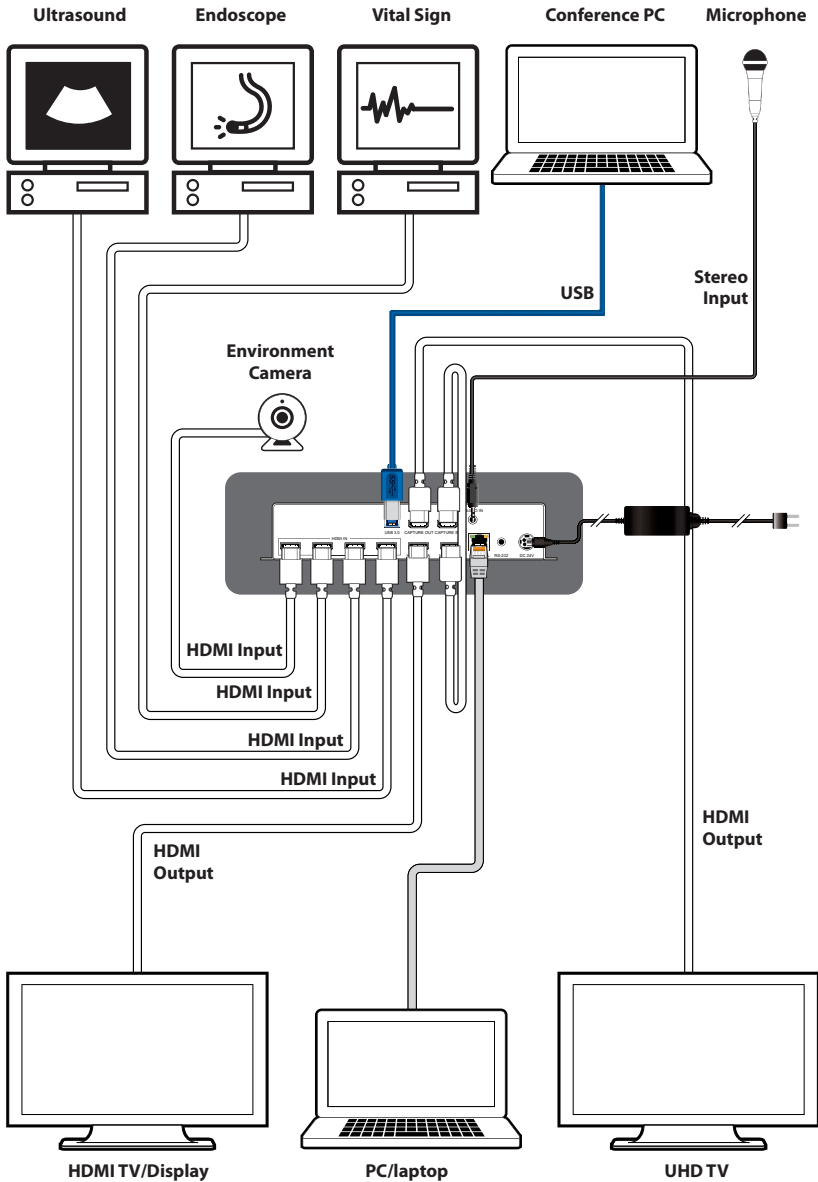 Ultrasound
Endoscope
Vital Sign
Conference PC
Microphone
USB
Stereo
Input
Environment
Camera
USB 3.0
CAPTURE OUT
HDMI IN
RS-232
DC 24V
HDMI Input
HDMI Input
HDMI Input
HDMI Input
HDMI
Output
HDMI
Output
HDMI TV/Display
PC/laptop
UHD TV